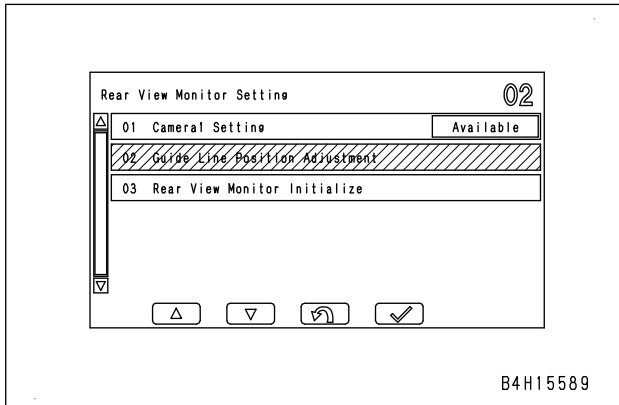 Rear View Monitor Setting 02
01 Camera1 Setting Available
02 Guide Line Position Adjustment
03 Rear View Monitor Initialize
B4H15589